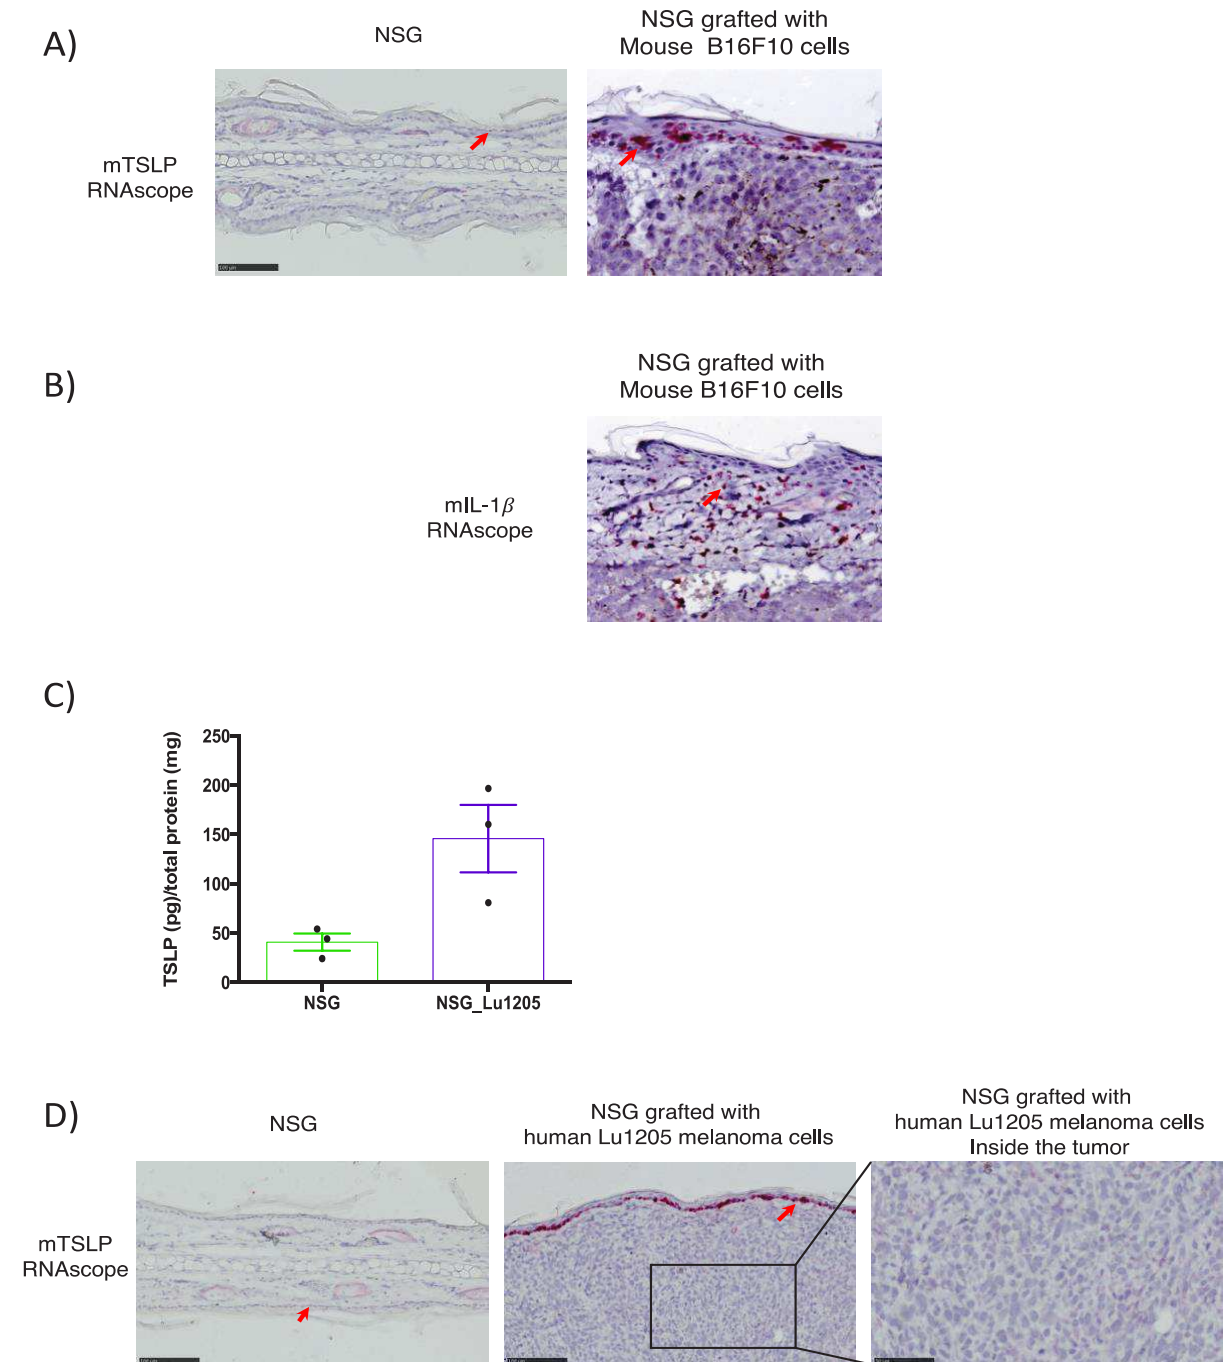 A)
NSG
NSG grafted with
Mouse B16F10 cells
mTSLP
RNAscope
100 µm
B)
NSG grafted with
Mouse B16F10 cells
mIL-1β
RNAscope
C)
TSLP (pg)/total protein (mg)
250
200
150
100
50
0
NSG
NSG_Lu1205
D)
NSG
NSG grafted with
human Lu1205 melanoma cells
NSG grafted with
human Lu1205 melanoma cells
Inside the tumor
mTSLP
RNAscope